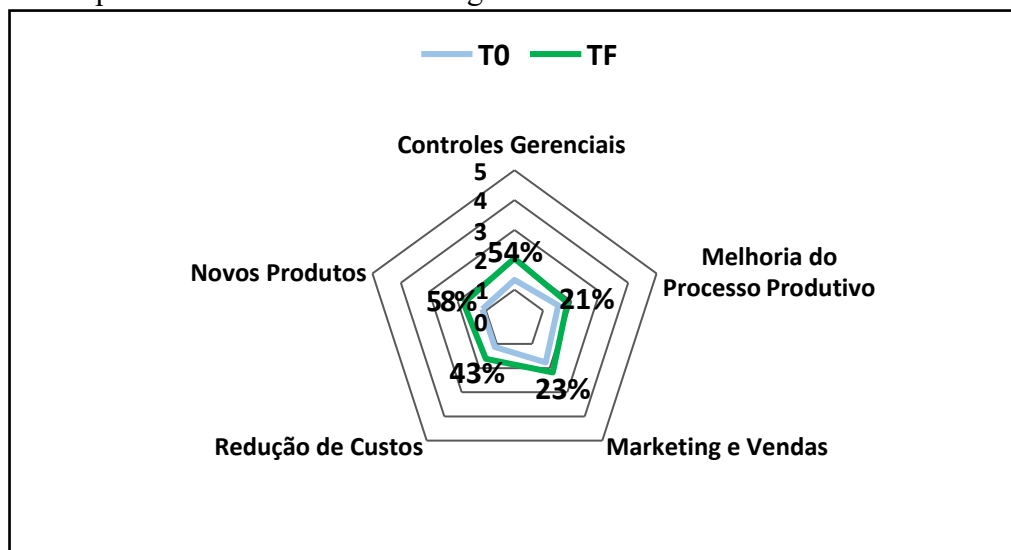 T0 TF
Controles Gerenciais
5
4
3
2
1
0
54%
Melhoria do
Processo Produtivo
21%
Novos Produtos
58%
43%
23%
Redução de Custos
Marketing e Vendas